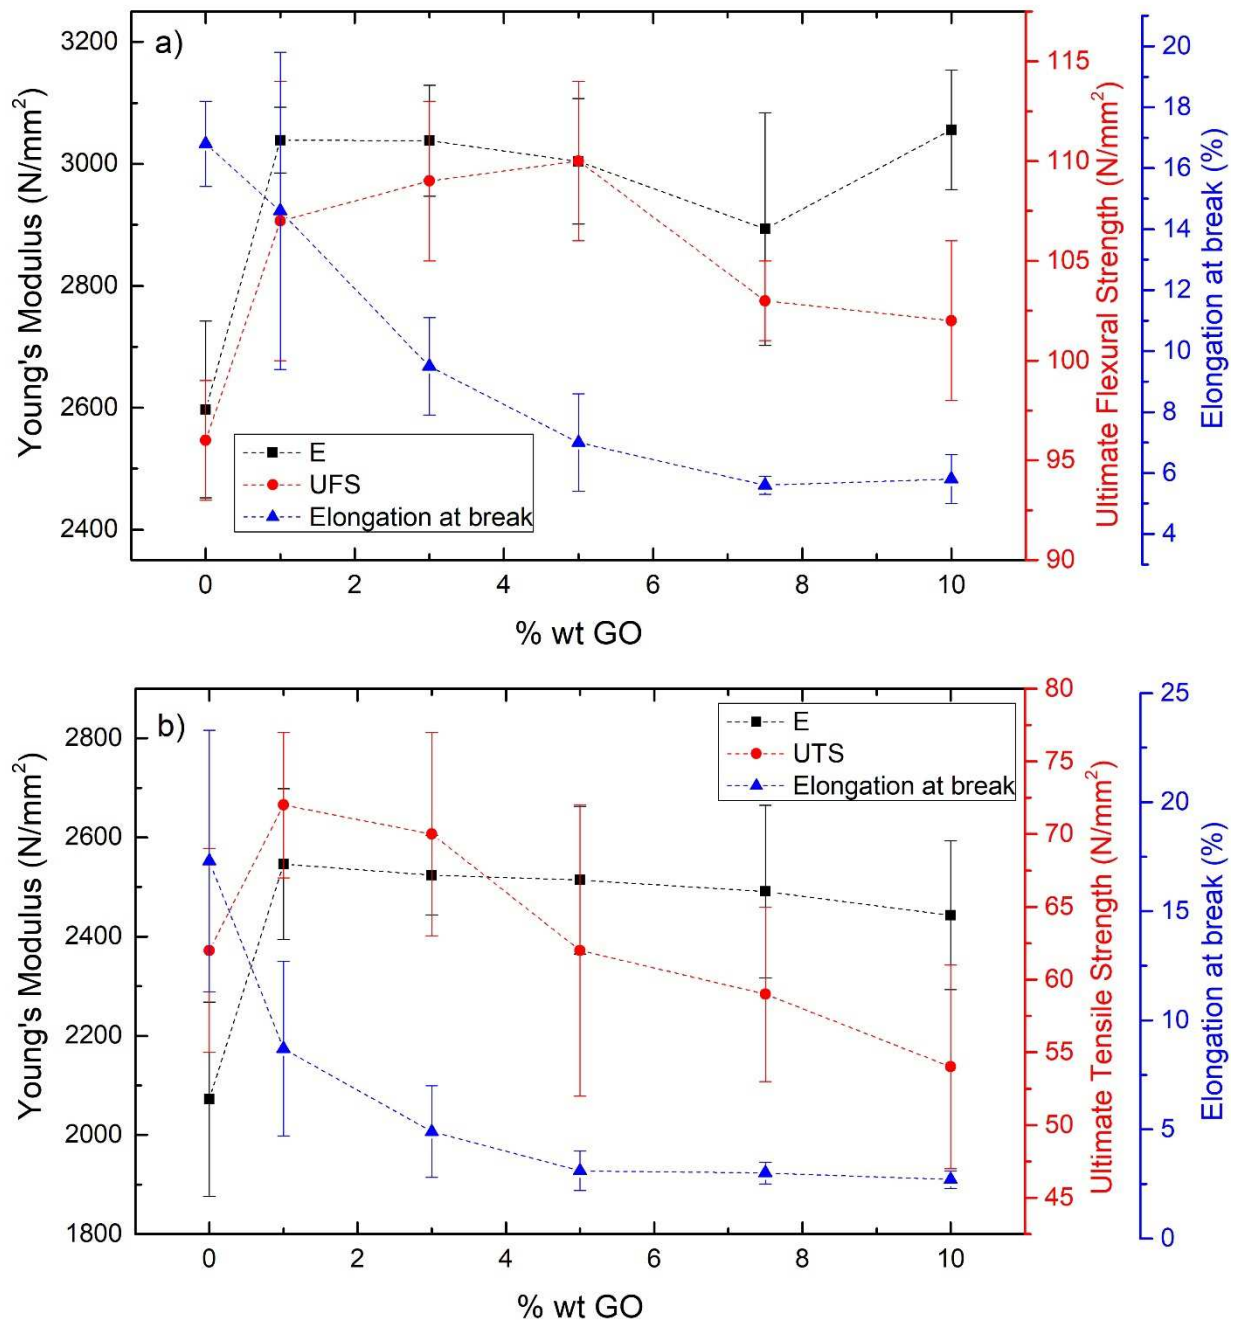 a)
Young's Modulus (N/mm²)
3200
3000
2800
2600
2400
0 2 4 6 8 10
% wt GO
E
UFS
Elongation at break
115
110
105
100
95
90
Ultimate Flexural Strength (N/mm²)
20
18
16
14
12
10
8
6
4
Elongation at break (%)
b)
Young's Modulus (N/mm²)
2800
2600
2400
2200
2000
1800
0 2 4 6 8 10
% wt GO
E
UTS
Elongation at break
80
75
70
65
60
55
50
45
Ultimate Tensile Strength (N/mm²)
25
20
15
10
5
0
Elongation at break (%)